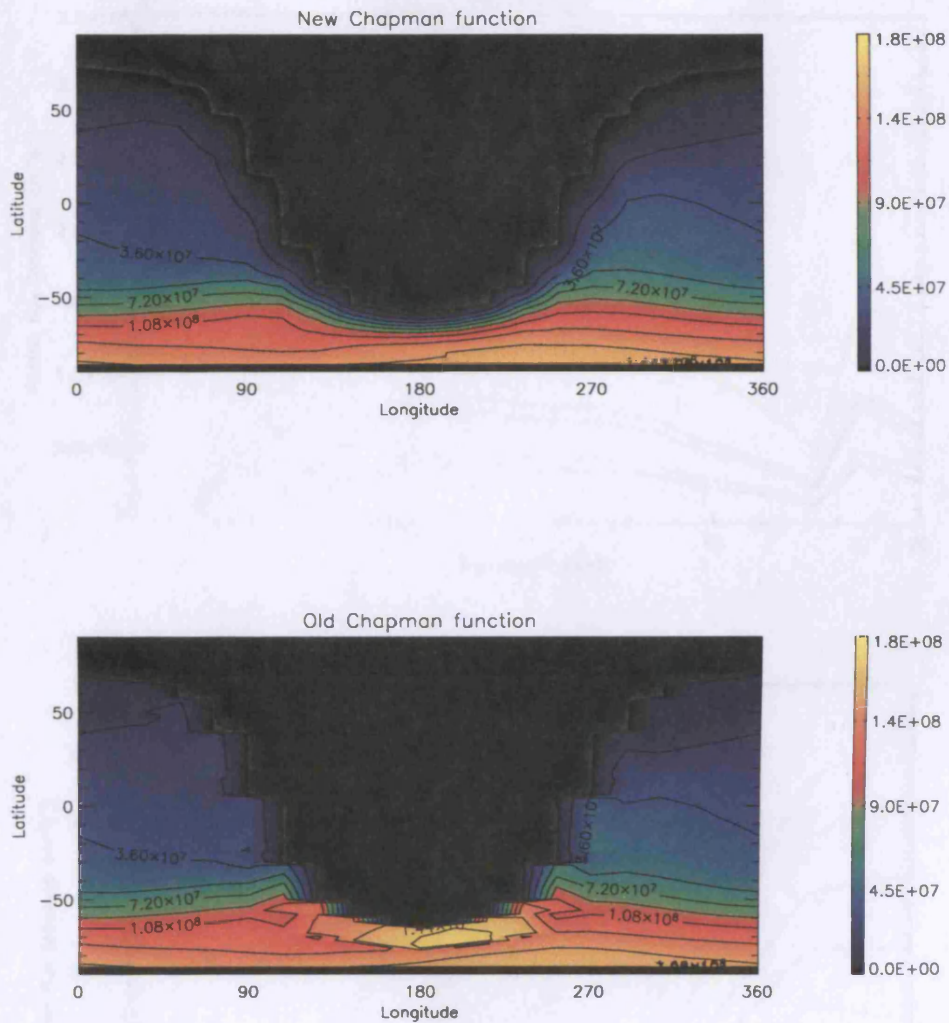 New Chapman function
1.8E+08
1.4E+08
9.0E+07
4.5E+07
0.0E+00
Latitude
50
0
−50
3.60×10⁷
7.20×10⁷
1.08×10⁸
3.60×10⁷
7.20×10⁷
0
90
180
270
360
Longitude
Old Chapman function
1.8E+08
1.4E+08
9.0E+07
4.5E+07
0.0E+00
Latitude
50
0
−50
3.60×10⁷
7.20×10⁷
1.08×10⁸
3.60×10⁷
7.20×10⁷
1.08×10⁸
0
90
180
270
360
Longitude